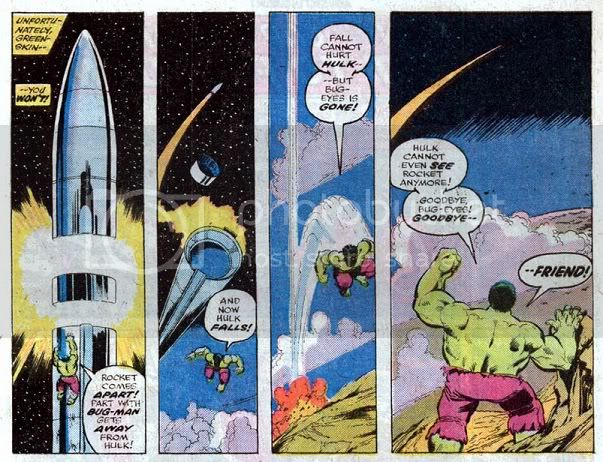 UNFORTU-
NATELY,
GREEN-
SKIN--
--YOU
WON'T!
ROCKET
COMES
APART!
PART WITH
BUG-MAN
GETS
AWAY
FROM
HULK!
AND
NOW
HULK
FALLS!
FALL
CANNOT
HURT
HULK--
--BUT
BUG-
EYES IS
GONE!
HULK
CANNOT
EVEN SEE
ROCKET
ANYMORE!
GOODBYE,
BUG-EYES!
GOODBYE--
--FRIEND!
photobucket